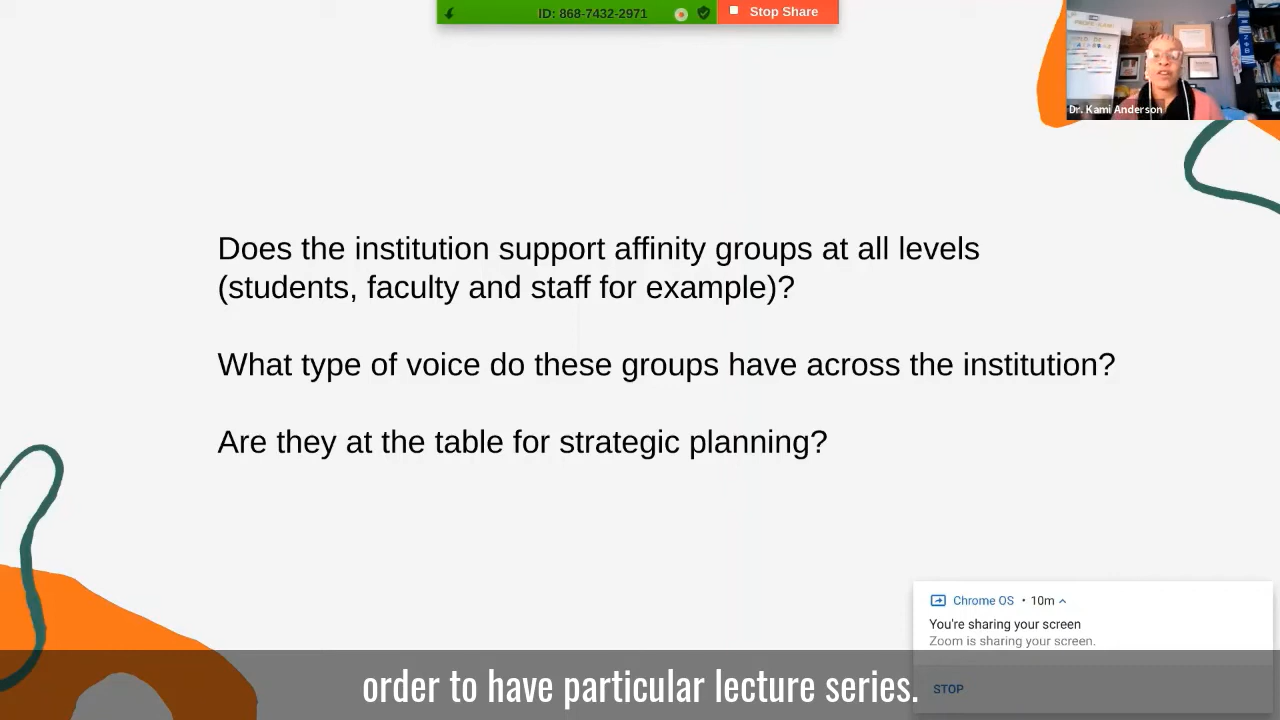 ID: 868-7432-2971
Stop Share
Dr. Kami Anderson
Does the institution support affinity groups at all levels
(students, faculty and staff for example)?
What type of voice do these groups have across the institution?
Are they at the table for strategic planning?
Chrome OS • 10m
You're sharing your screen
Zoom is sharing your screen.
STOP
order to have particular lecture series.